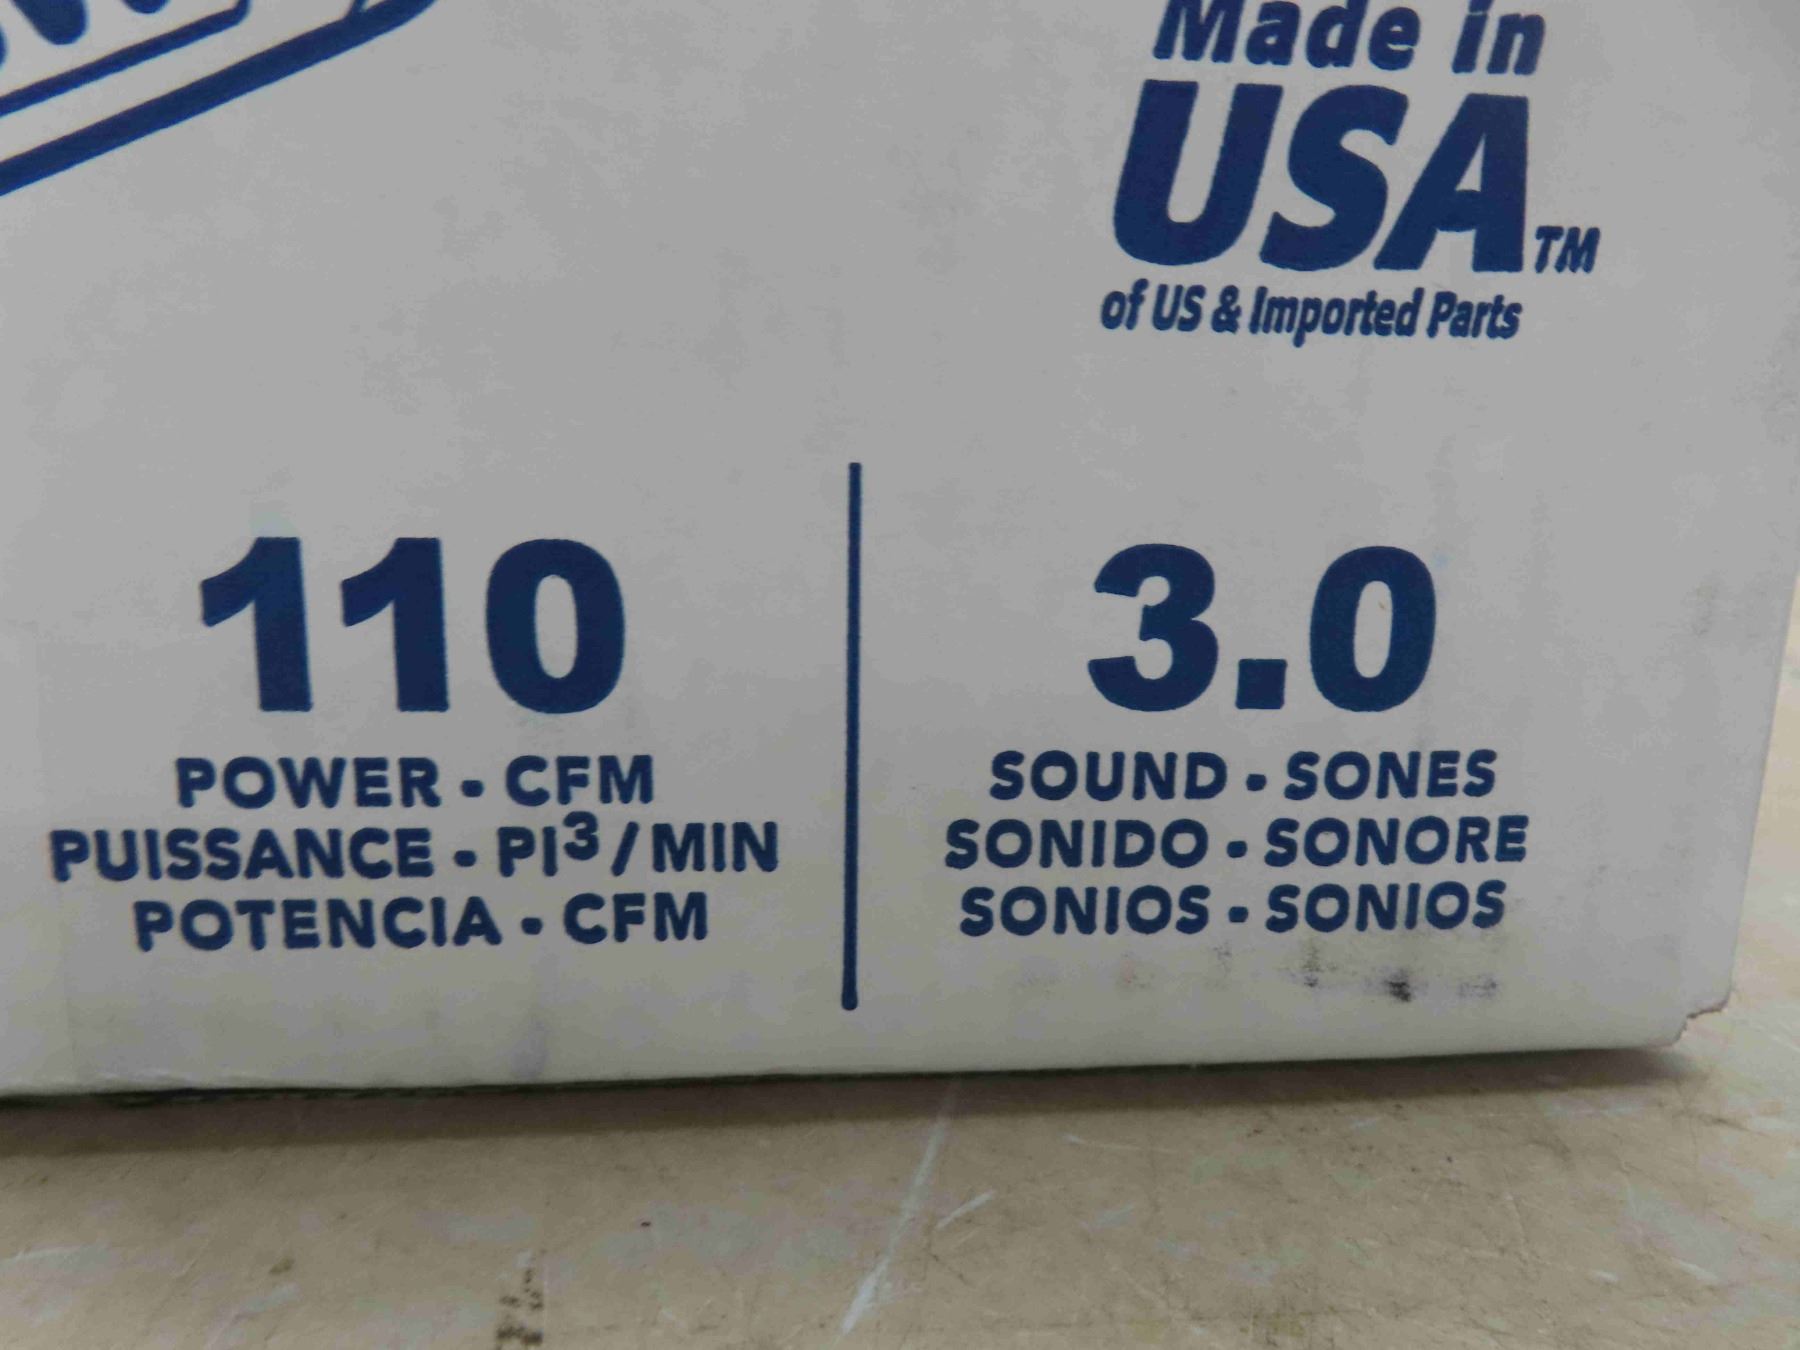 Made in
USA TM
of US & Imported Parts
110
POWER - CFM
PUISSANCE - PI³/MIN
POTENCIA - CFM
3.0
SOUND - SONES
SONIDO - SONORE
SONIOS - SONIOS